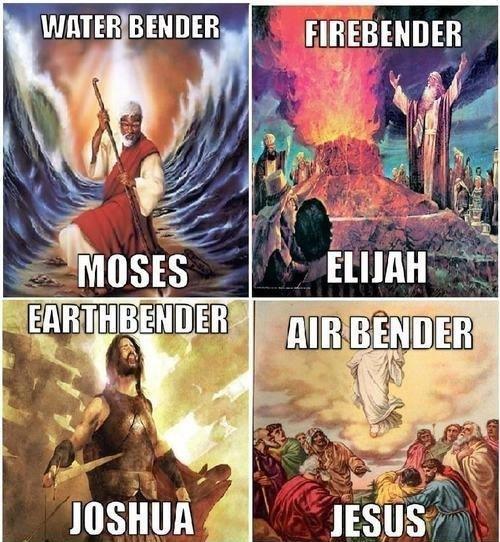 WATER BENDER
MOSES
FIREBENDER
ELIJAH
EARTHBENDER
JOSHUA
AIR BENDER
JESUS